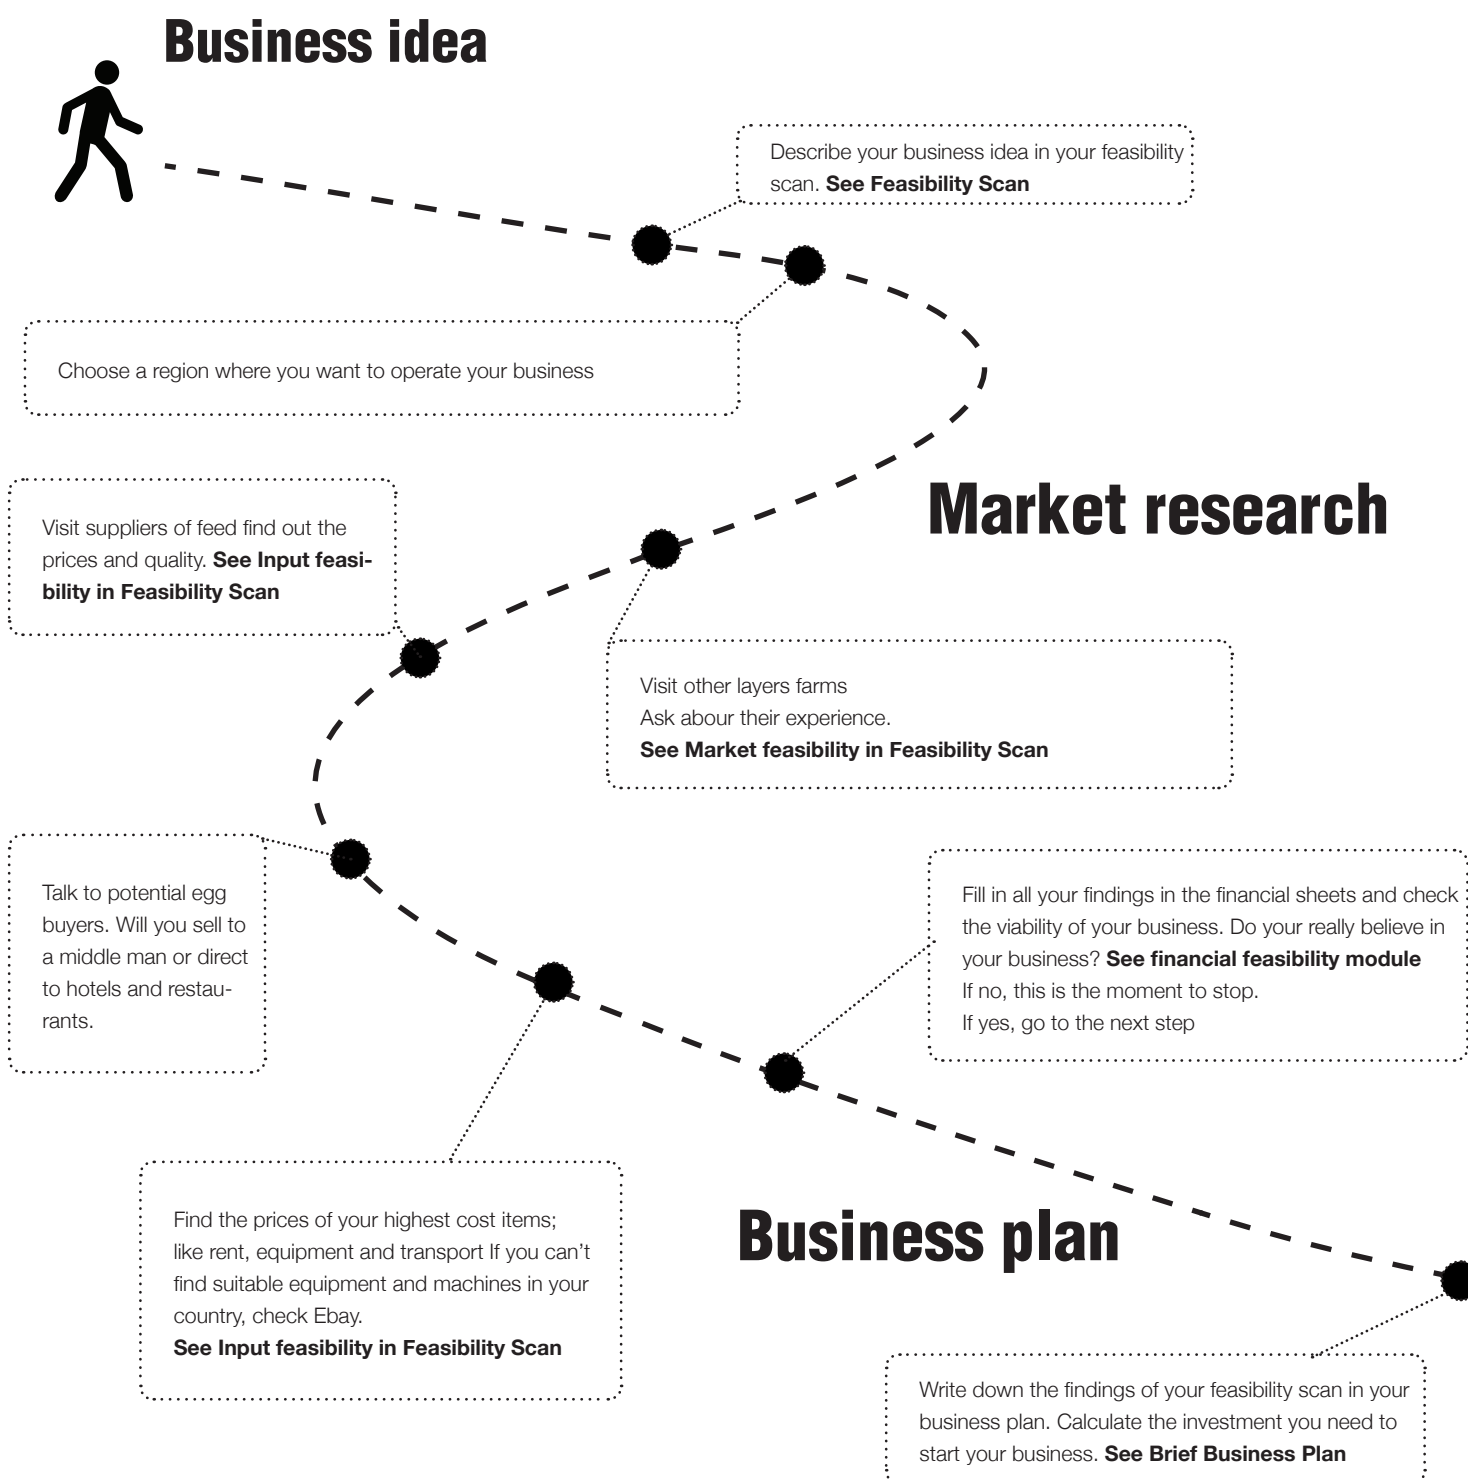 Business idea
Describe your business idea in your feasibility
scan. See Feasibility Scan
Choose a region where you want to operate your business
Market research
Visit suppliers of feed find out the
prices and quality. See Input feasi-
bility in Feasibility Scan
Visit other layers farms
Ask abour their experience.
See Market feasibility in Feasibility Scan
Talk to potential egg
buyers. Will you sell to
a middle man or direct
to hotels and restau-
rants.
Fill in all your findings in the financial sheets and check
the viability of your business. Do your really believe in
your business? See financial feasibility module
If no, this is the moment to stop.
If yes, go to the next step
Find the prices of your highest cost items;
like rent, equipment and transport If you can’t
find suitable equipment and machines in your
country, check Ebay.
See Input feasibility in Feasibility Scan
Business plan
Write down the findings of your feasibility scan in your
business plan. Calculate the investment you need to
start your business. See Brief Business Plan